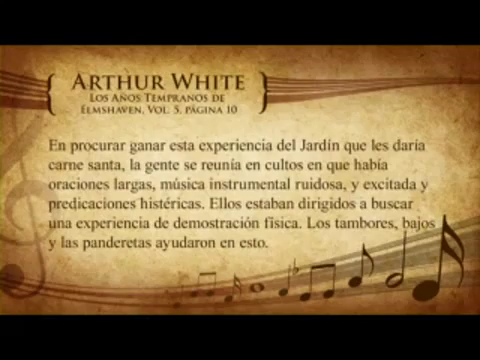 ARTHUR WHITE
LOS AÑOS TEMPRANOS DE
ELMSHAVEN, VOL. 5, PÁGINA 10
En procurar ganar esta experiencia del Jardín que les daría
carne santa, la gente se reunía en cultos en que había
oraciones largas, música instrumental ruidosa, y excitada y
predicaciones histéricas. Ellos estaban dirigidos a buscar
una experiencia de demostración física. Los tambores, bajos
y las panderetas ayudaron en esto.